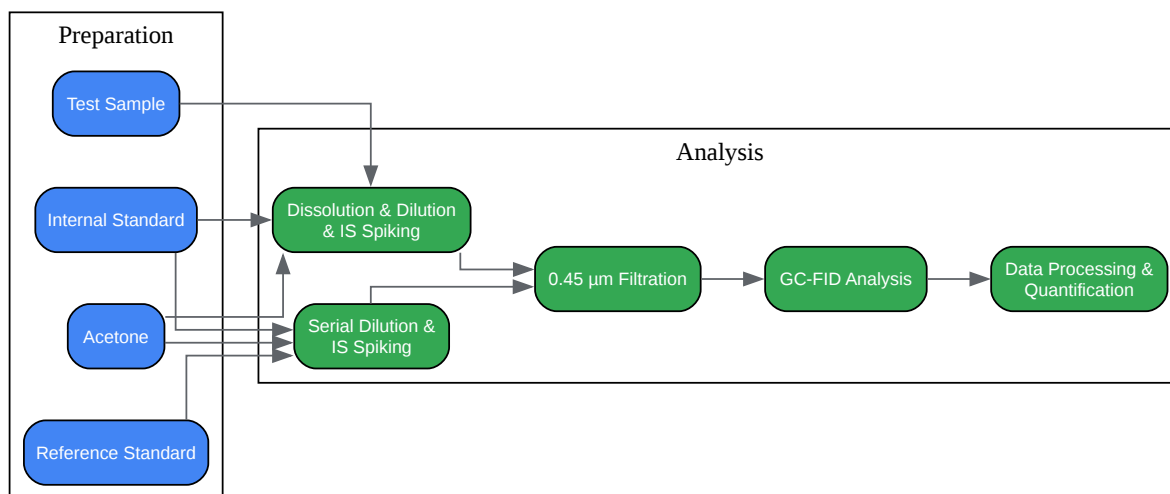 Preparation
Test Sample
Internal Standard
Acetone
Reference Standard
Analysis
Dissolution & Dilution
& IS Spiking
Serial Dilution &
IS Spiking
0.45 µm Filtration
GC-FID Analysis
Data Processing &
Quantification